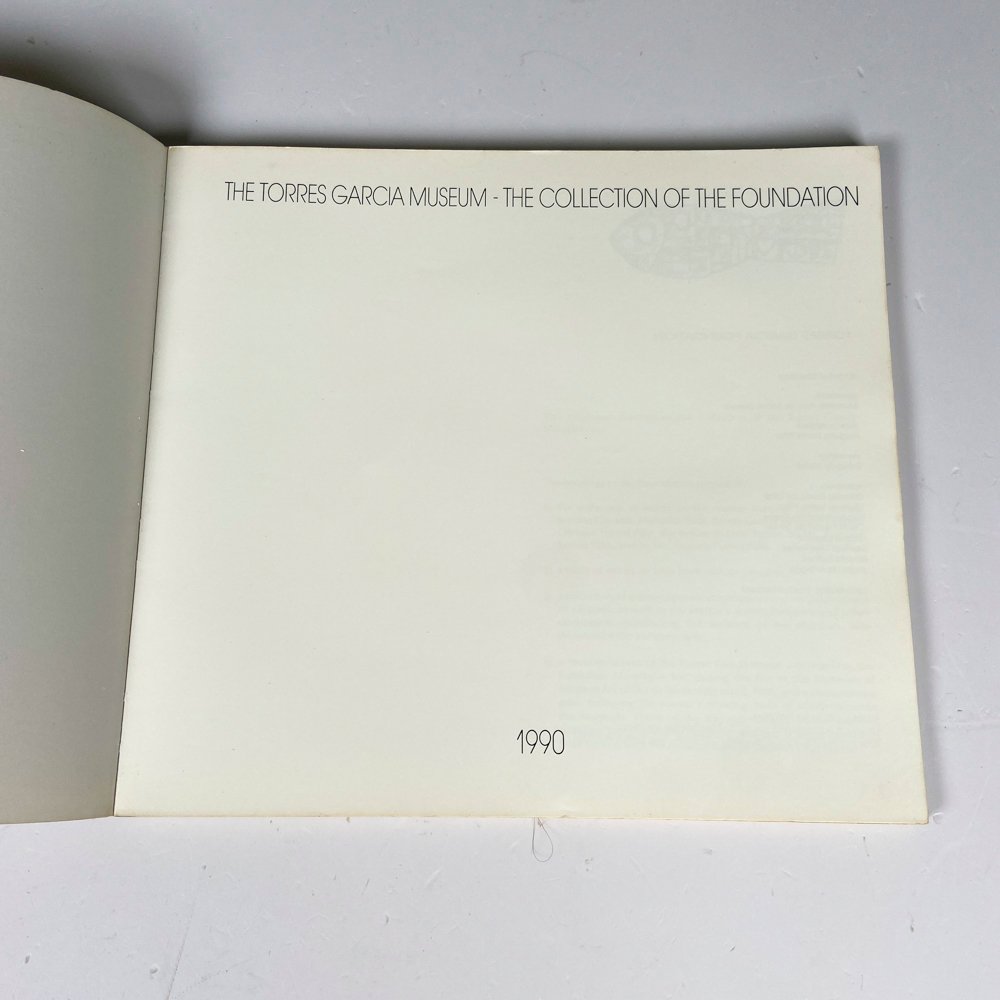 THE TORRES GARCIA MUSEUM - THE COLLECTION OF THE FOUNDATION
1990